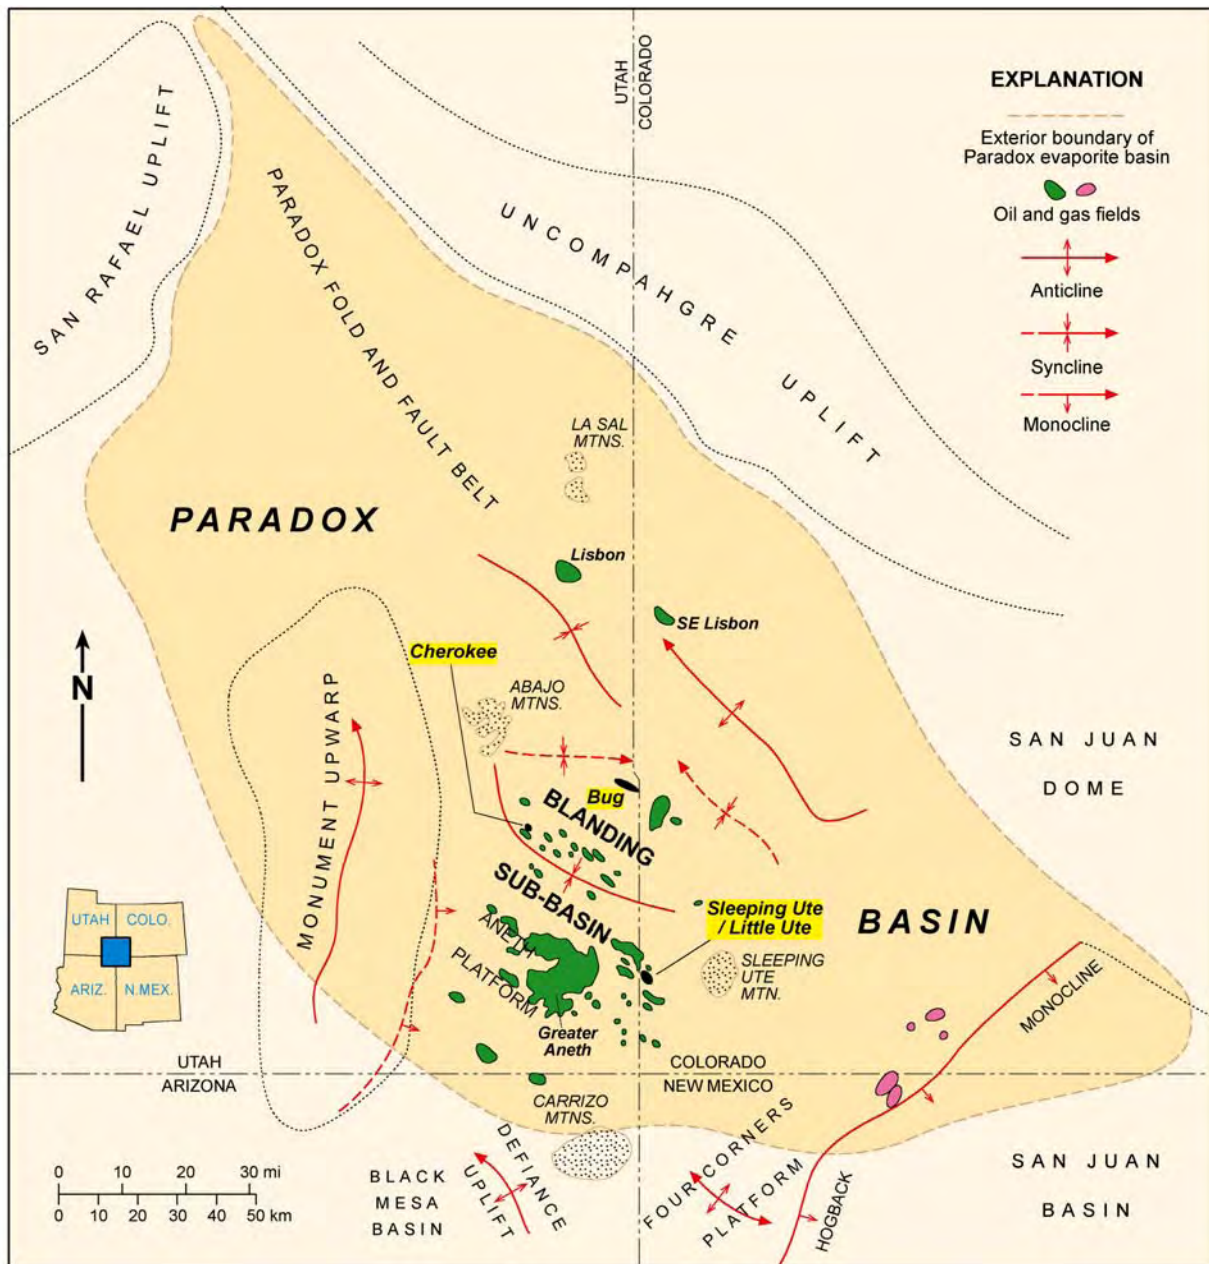 UTAH
COLORADO
EXPLANATION
Exterior boundary of
Paradox evaporite basin
Oil and gas fields
Anticline
Syncline
Monocline
SAN RAFAEL UPLIFT
PARADOX FOLD AND FAULT BELT
UNCOMPAHGRE UPLIFT
LA SAL
MTNS.
PARADOX
Lisbon
SE Lisbon
Cherokee
N
ABAJO
MTNS.
MONUMENT UPWARP
SAN JUAN
DOME
Bug
BLANDING
SUB-BASIN
Sleeping Ute
/ Little Ute
BASIN
UTAH
COLO.
ARIZ.
N.MEX.
ANETH
PLATFORM
SLEEPING
UTE
MTN.
Greater
Aneth
MONOCLINE
UTAH
ARIZONA
COLORADO
NEW MEXICO
CARRIZO
MTNS.
DEFIANCE
UPLIFT
FOUR CORNERS
PLATFORM
HOGBACK
BLACK
MESA
BASIN
SAN JUAN
BASIN
0 10 20 30 mi
0 10 20 30 40 50 km